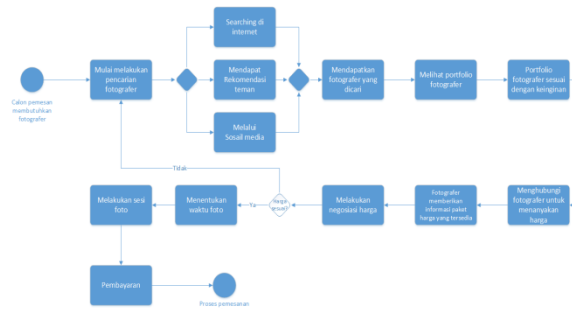 Searching di
internet
Mulai melakukan
pencarian
fotografer
Mendapat
Rekomendasi
teman
Mendapatkan
fotografer yang
dicari
Melihat portfolio
fotografer
Portfolio
fotografer sesuai
dengan keinginan
Calon pemesan
membutuhkan
fotografer
Melalui
Sosail media
Tidak
Melakukan sesi
foto
Menentukan
waktu foto
Ya
harga
Melakukan
negosiasi harga
Fotografer
memberikan
informasi paket
harga yang tersedia
Menghubungi
fotografer untuk
menanyakan
harga
Pembayaran
Proses pemesanan